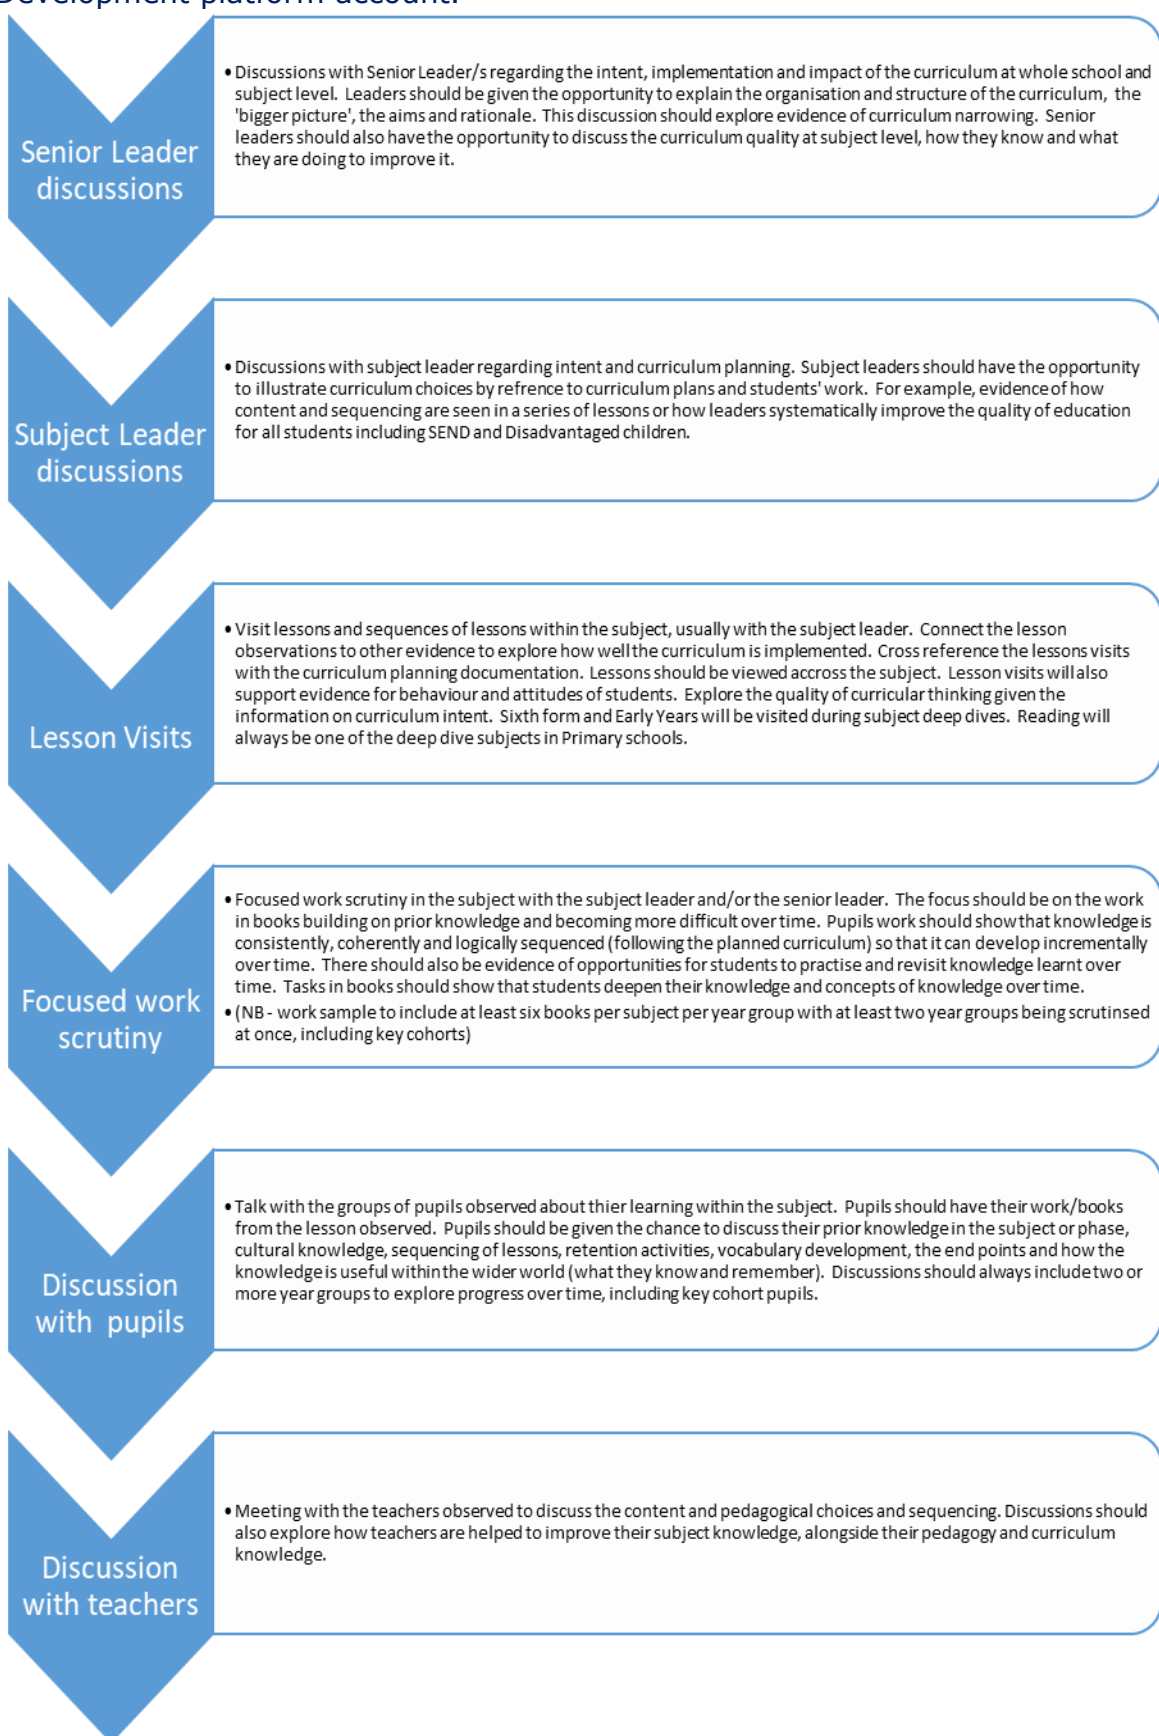 Development platform account.
Senior Leader
discussions
• Discussions with Senior Leader/s regarding the intent, implementation and impact of the curriculum at whole school and
subject level. Leaders should be given the opportunity to explain the organisation and structure of the curriculum, the
'bigger picture', the aims and rationale. This discussion should explore evidence of curriculum narrowing. Senior
leaders should also have the opportunity to discuss the curriculum quality at subject level, how they know and what
they are doing to improve it.
Subject Leader
discussions
• Discussions with subject leader regarding intent and curriculum planning. Subject leaders should have the opportunity
to illustrate curriculum choices by refrence to curriculum plans and students' work. For example, evidence of how
content and sequencing are seen in a series of lessons or how leaders systematically improve the quality of education
for all students including SEND and Disadvantaged children.
Lesson Visits
• Visit lessons and sequences of lessons within the subject, usually with the subject leader. Connect the lesson
observations to other evidence to explore how well the curriculum is implemented. Cross reference the lessons visits
with the curriculum planning documentation. Lessons should be viewed accross the subject. Lesson visits will also
support evidence for behaviour and attitudes of students. Explore the quality of curricular thinking given the
information on curriculum intent. Sixth form and Early Years will be visited during subject deep dives. Reading will
always be one of the deep dive subjects in Primary schools.
Focused work
scrutiny
• Focused work scrutiny in the subject with the subject leader and/or the senior leader. The focus should be on the work
in books building on prior knowledge and becoming more difficult over time. Pupils work should show that knowledge is
consistently, coherently and logically sequenced (following the planned curriculum) so that it can develop incrementally
over time. There should also be evidence of opportunities for students to practise and revisit knowledge learnt over
time. Tasks in books should show that students deepen their knowledge and concepts of knowledge over time.
• (NB - work sample to include at least six books per subject per year group with at least two year groups being scrutinsed
at once, including key cohorts)
Discussion
with pupils
• Talk with the groups of pupils observed about thier learning within the subject. Pupils should have their work/books
from the lesson observed. Pupils should be given the chance to discuss their prior knowledge in the subject or phase,
cultural knowledge, sequencing of lessons, retention activities, vocabulary development, the end points and how the
knowledge is useful within the wider world (what they know and remember). Discussions should always include two or
more year groups to explore progress over time, including key cohort pupils.
Discussion
with teachers
• Meeting with the teachers observed to discuss the content and pedagogical choices and sequencing. Discussions should
also explore how teachers are helped to improve their subject knowledge, alongside their pedagogy and curriculum
knowledge.